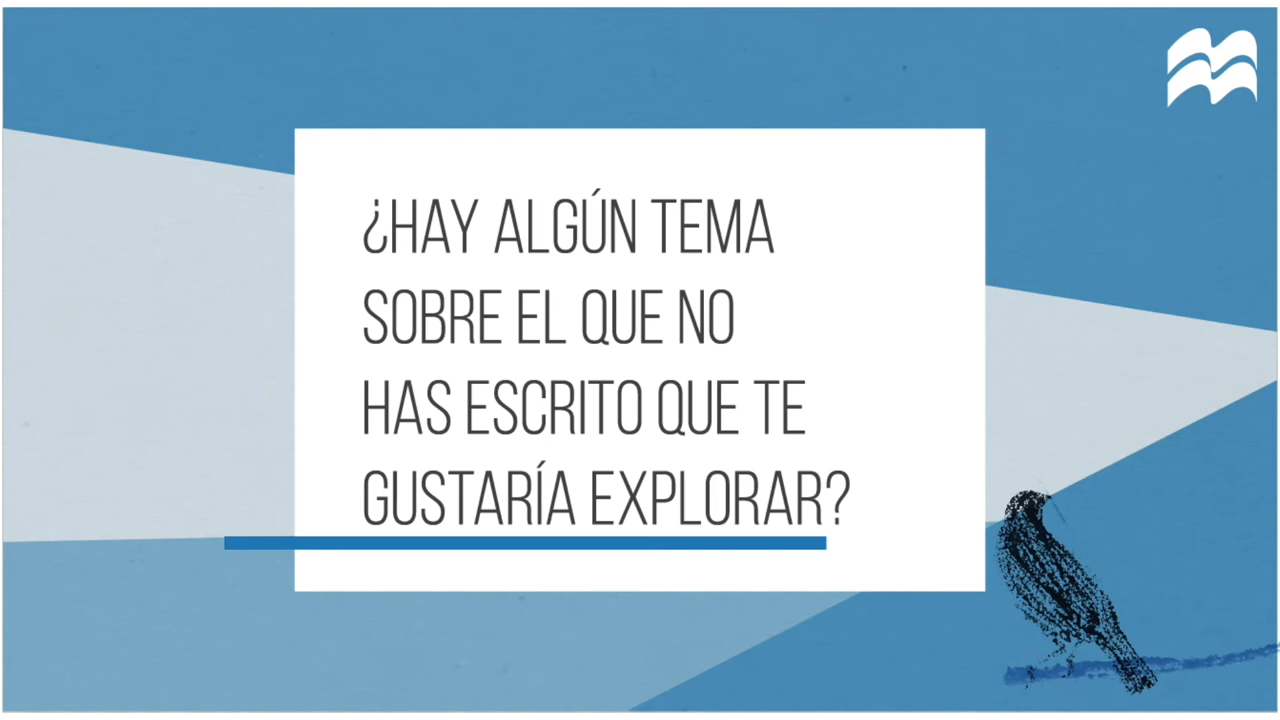 ¿HAY ALGÚN TEMA
SOBRE EL QUE NO
HAS ESCRITO QUE TE
GUSTARÍA EXPLORAR?